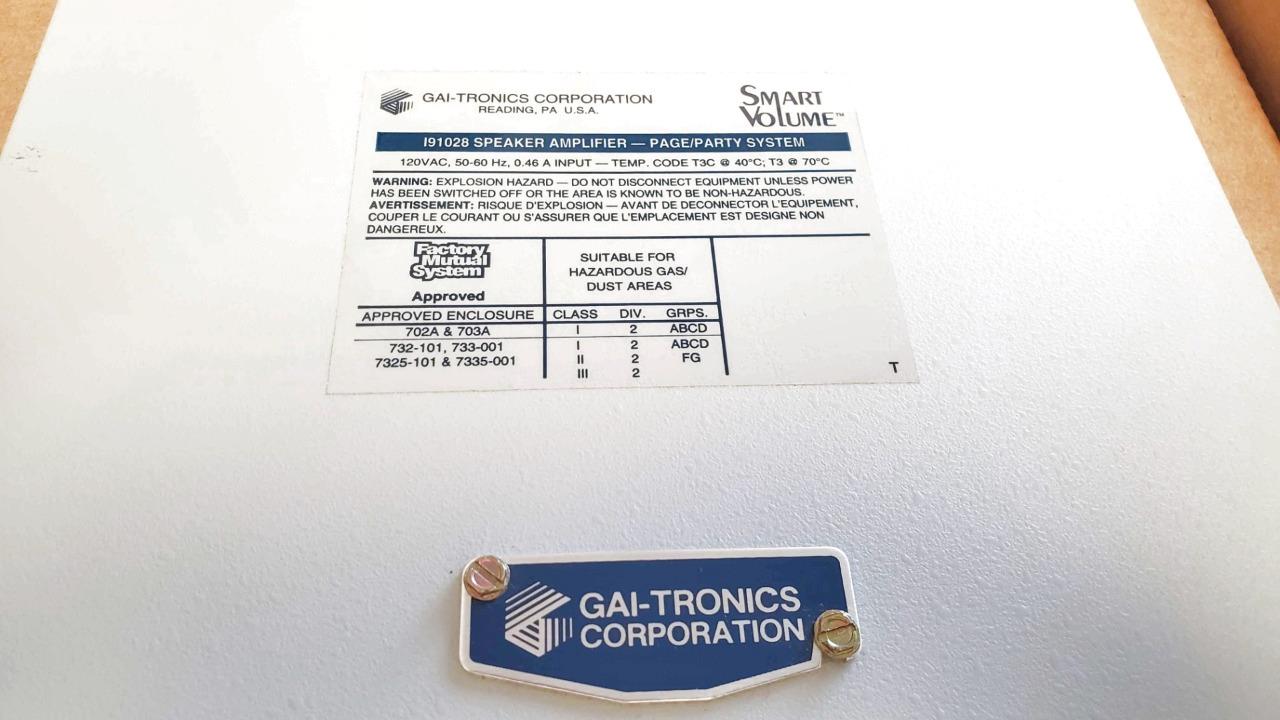 GAI-TRONICS CORPORATION
READING, PA U.S.A.
SMART
VOLUME™
I91028 SPEAKER AMPLIFIER — PAGE/PARTY SYSTEM
120VAC, 50-60 Hz, 0.46 A INPUT — TEMP. CODE T3C @ 40°C; T3 @ 70°C
WARNING: EXPLOSION HAZARD — DO NOT DISCONNECT EQUIPMENT UNLESS POWER
HAS BEEN SWITCHED OFF OR THE AREA IS KNOWN TO BE NON-HAZARDOUS.
AVERTISSEMENT: RISQUE D'EXPLOSION — AVANT DE DECONNECTOR L'EQUIPEMENT,
COUPER LE COURANT OU S'ASSURER QUE L'EMPLACEMENT EST DESIGNE NON
DANGEREUX.
Factory
Mutual
System
Approved
SUITABLE FOR
HAZARDOUS GAS/
DUST AREAS
APPROVED ENCLOSURE CLASS DIV. GRPS.
702A & 703A I 2 ABCD
732-101, 733-001 I 2 ABCD
7325-101 & 7335-001 II 2 FG
III 2
T
GAI-TRONICS
CORPORATION